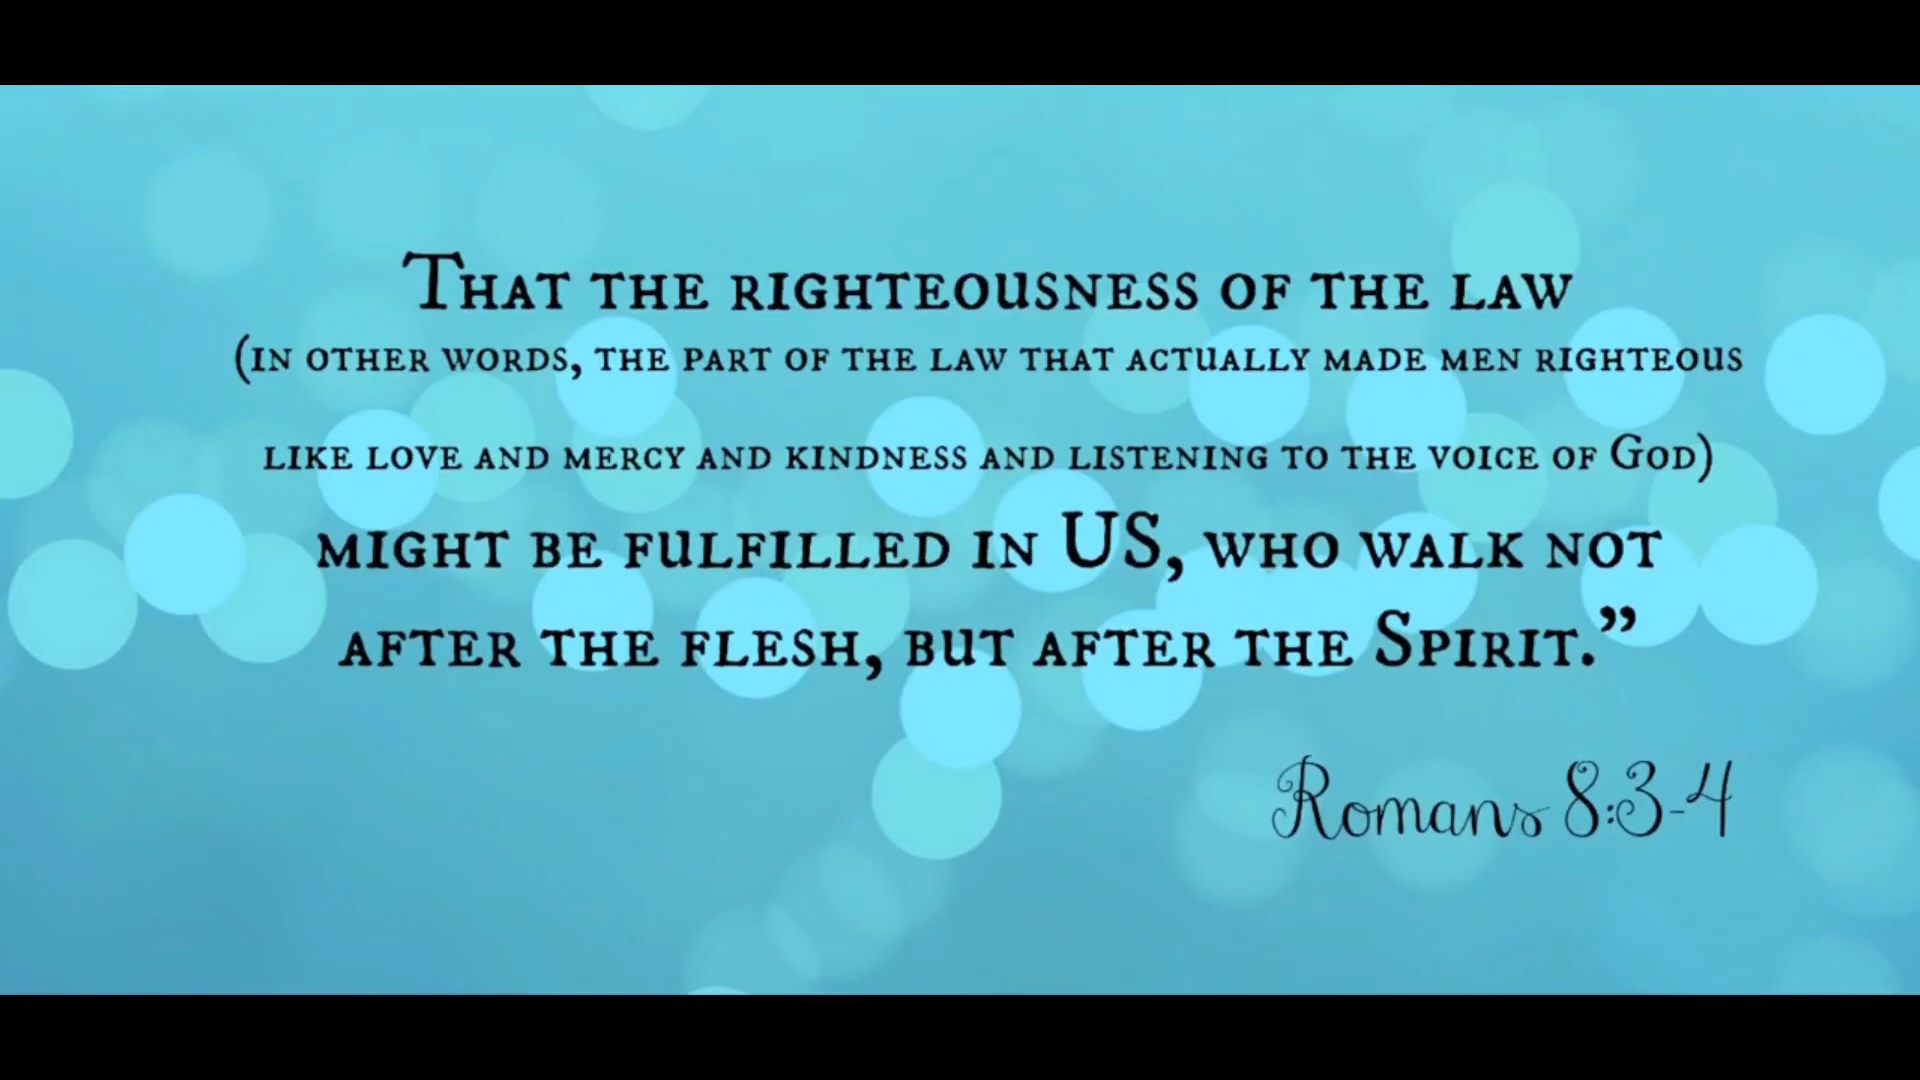 That the righteousness of the law
(in other words, the part of the law that actually made men righteous
like love and mercy and kindness and listening to the voice of God)
might be fulfilled in US, who walk not
after the flesh, but after the Spirit.”
Romans 8:3-4